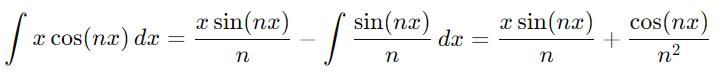 ∫ x cos(nx) dx = x sin(nx)/n − ∫ sin(nx)/n dx = x sin(nx)/n + cos(nx)/n²